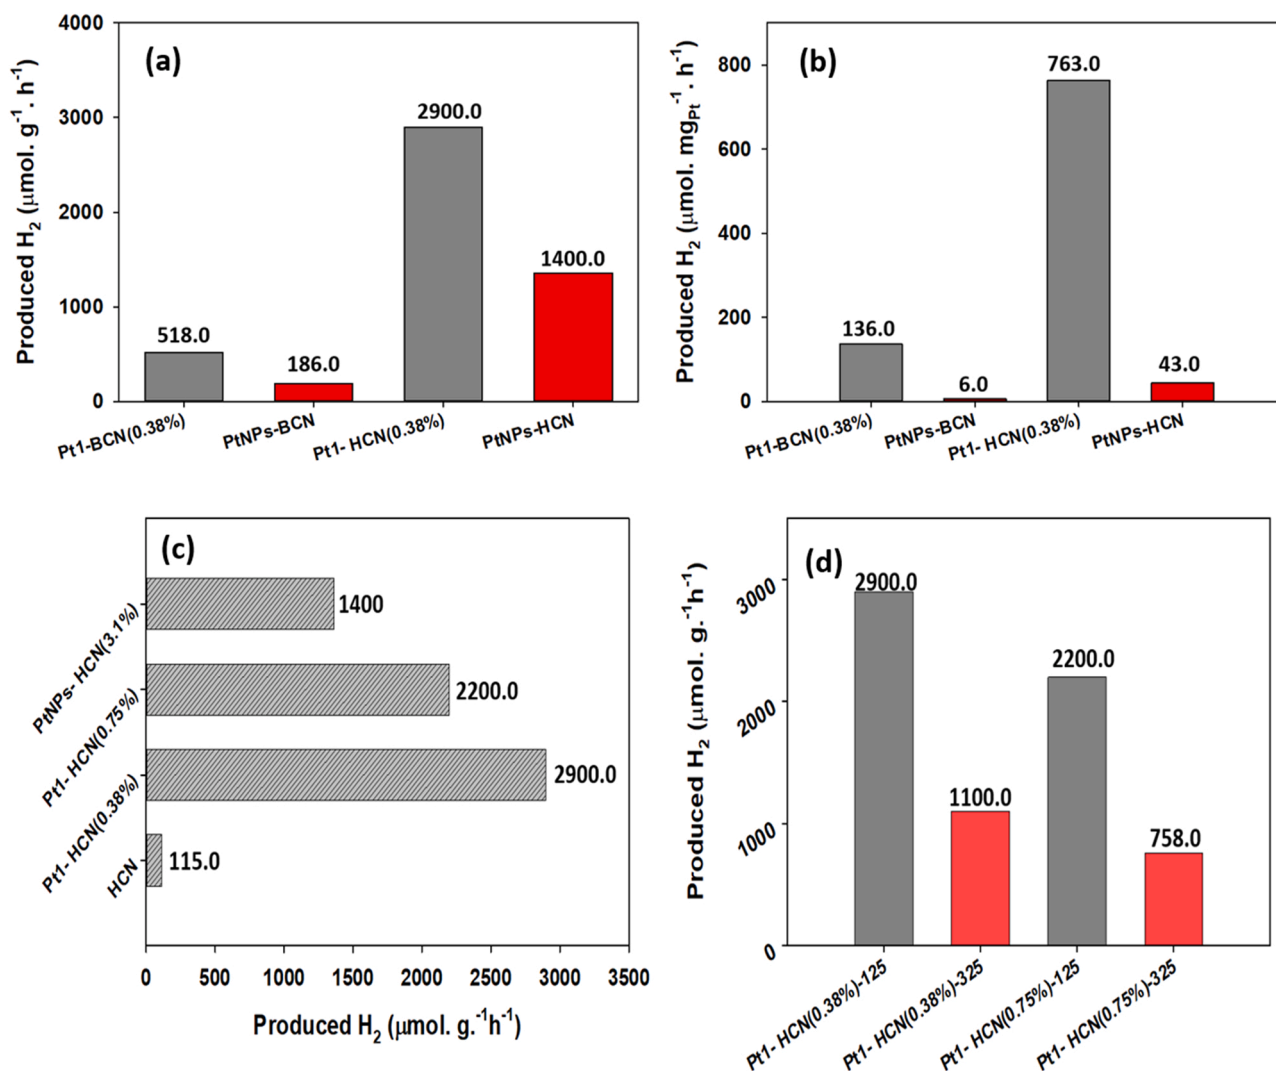 (a)
Produced H2 (μmol. g-1. h-1)
4000
3000
2000
1000
0
518.0
186.0
2900.0
1400.0
Pt1-BCN(0.38%)
PtNPs-BCN
Pt1- HCN(0.38%)
PtNPs-HCN
(b)
Produced H2 (μmol. mgPt-1. h-1)
800
600
400
200
0
136.0
6.0
763.0
43.0
Pt1-BCN(0.38%)
PtNPs-BCN
Pt1- HCN(0.38%)
PtNPs-HCN
(c)
PtNPs- HCN(3.1%)
1400
Pt1- HCN(0.75%)
2200.0
Pt1- HCN(0.38%)
2900.0
HCN
115.0
0 500 1000 1500 2000 2500 3000 3500
Produced H2 (μmol. g.-1h-1)
(d)
Produced H2 (μmol. g.-1h-1)
3000
2000
1000
0
2900.0
1100.0
2200.0
758.0
Pt1- HCN(0.38%)-125
Pt1- HCN(0.38%)-325
Pt1- HCN(0.75%)-125
Pt1- HCN(0.75%)-325